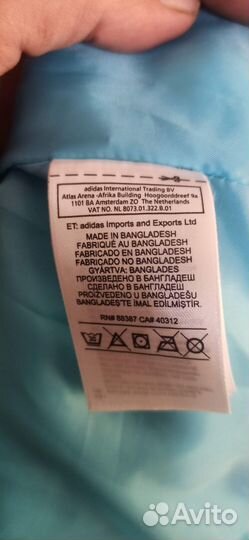 adidas International Trading BV
Atlas Arena -Afrika Building Hoogoorddreef 9a
1101 BA Amsterdam ZO The Netherlands
VAT NO. NL 8073.01.322.B.01
ET: adidas Imports and Exports Ltd
MADE IN BANGLADESH
FABRIQUÉ AU BANGLADESH
FABRICADO EN BANGLADESH
FABRICADO NO BANGLADESH
GYÁRTVA: BANGLADES
ПРОИЗВЕДЕНО В БАНГЛАДЕШ
СДЕЛАНО В БАНГЛАДЕШ
PROIZVEDENO U BANGLADEŠU
BANGLADEŞ'TE İMAL EDİLMİŞTİR.
RN# 88387 CA# 40312
Avito